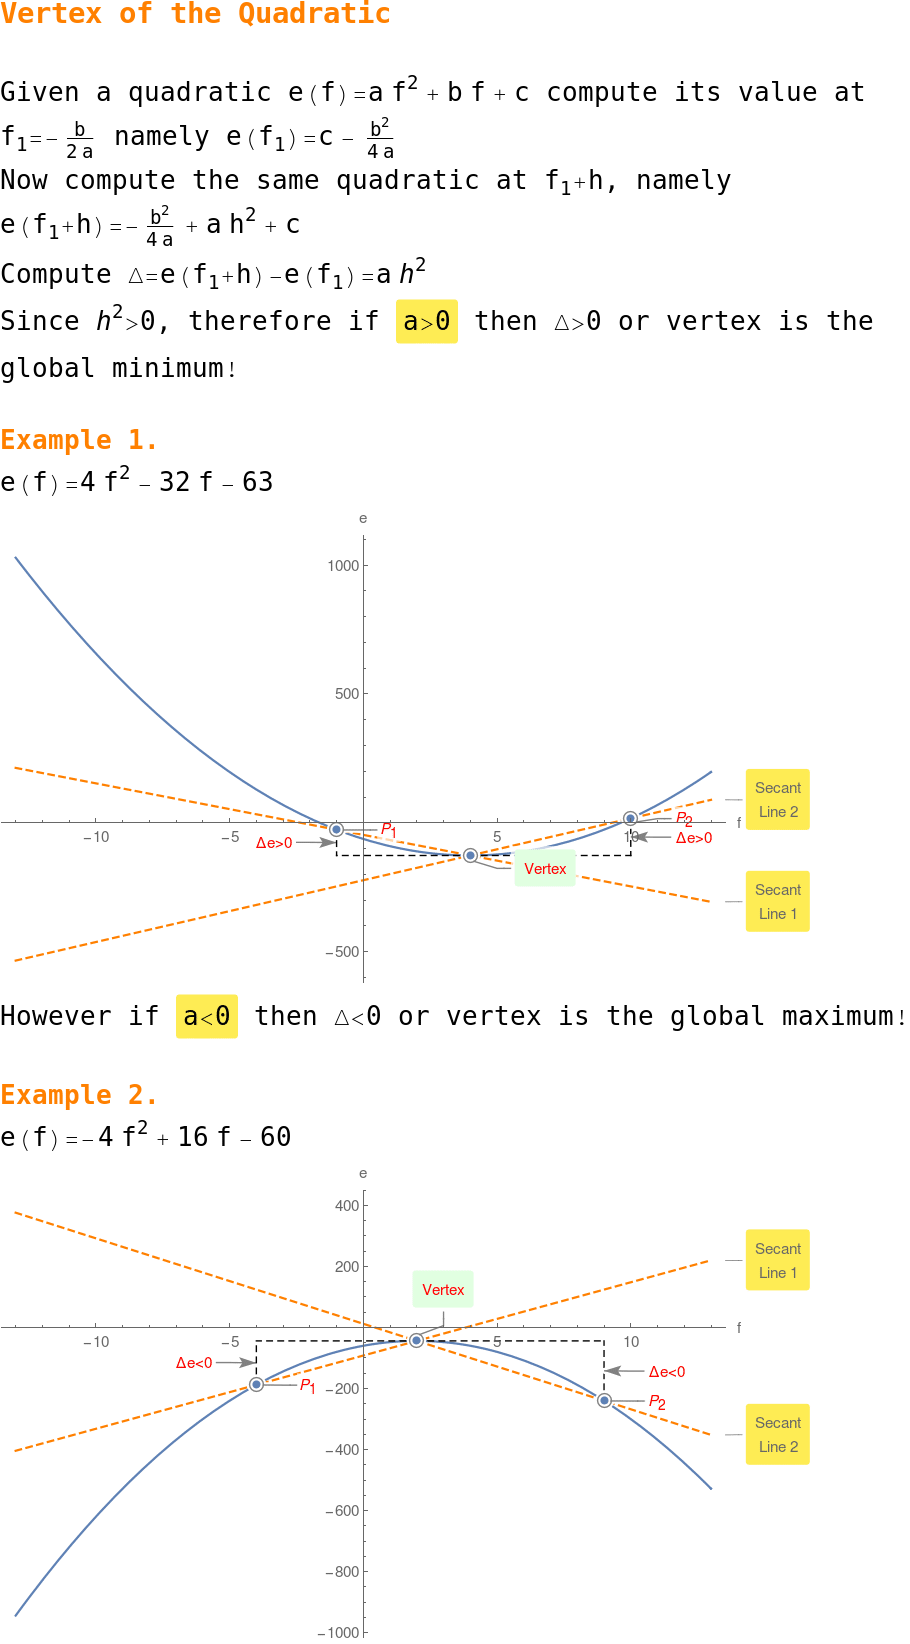 Vertex of the Quadratic
Given a quadratic e(f)=a f² + b f + c compute its value at
f₁=- b/(2 a) namely e(f₁)=c - b²/(4 a)
Now compute the same quadratic at f₁+h, namely
e(f₁+h)=- b²/(4 a) + a h² + c
Compute Δ=e(f₁+h)-e(f₁)=a h²
Since h²>0, therefore if a>0 then Δ>0 or vertex is the
global minimum!
Example 1.
e(f)=4 f² - 32 f - 63
e
1000
500
-10
-5
5
10
f
-500
P₁
P₂
Δe>0
Δe>0
Vertex
Secant
Line 2
Secant
Line 1
However if a<0 then Δ<0 or vertex is the global maximum!
Example 2.
e(f)=-4 f² + 16 f - 60
e
400
200
-10
-5
5
10
f
-200
-400
-600
-800
-1000
Vertex
Δe<0
P₁
Δe<0
P₂
Secant
Line 1
Secant
Line 2